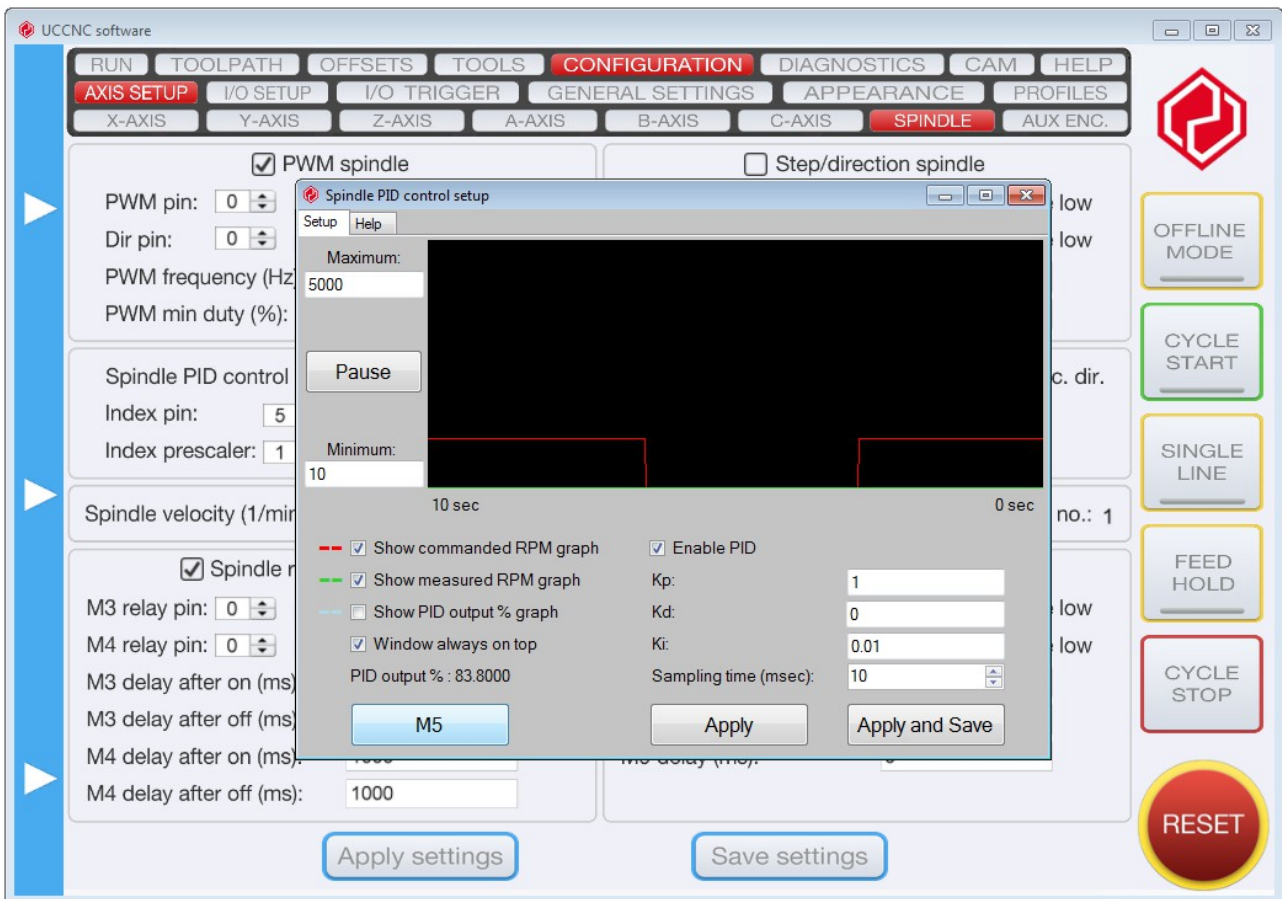 UCCNC software
RUN TOOLPATH OFFSETS TOOLS CONFIGURATION DIAGNOSTICS CAM HELP
AXIS SETUP I/O SETUP I/O TRIGGER GENERAL SETTINGS APPEARANCE PROFILES
X-AXIS Y-AXIS Z-AXIS A-AXIS B-AXIS C-AXIS SPINDLE AUX ENC.
PWM spindle
Step/direction spindle
PWM pin: 0
low
Dir pin: 0
low
PWM frequency (Hz)
PWM min duty (%):
Spindle PID control
c. dir.
Index pin: 5
Index prescaler: 1
Spindle velocity (1/min
no.: 1
Spindle r
M3 relay pin: 0
low
M4 relay pin: 0
low
M3 delay after on (ms)
M3 delay after off (ms)
M4 delay after on (ms):
M4 delay after off (ms): 1000
Apply settings Save settings
Spindle PID control setup
Setup Help
Maximum:
5000
Pause
Minimum:
10
10 sec 0 sec
Show commanded RPM graph Enable PID
Show measured RPM graph Kp: 1
Show PID output % graph Kd: 0
Window always on top Ki: 0.01
PID output % : 83.8000 Sampling time (msec): 10
M5 Apply Apply and Save
OFFLINE
MODE
CYCLE
START
SINGLE
LINE
FEED
HOLD
CYCLE
STOP
RESET